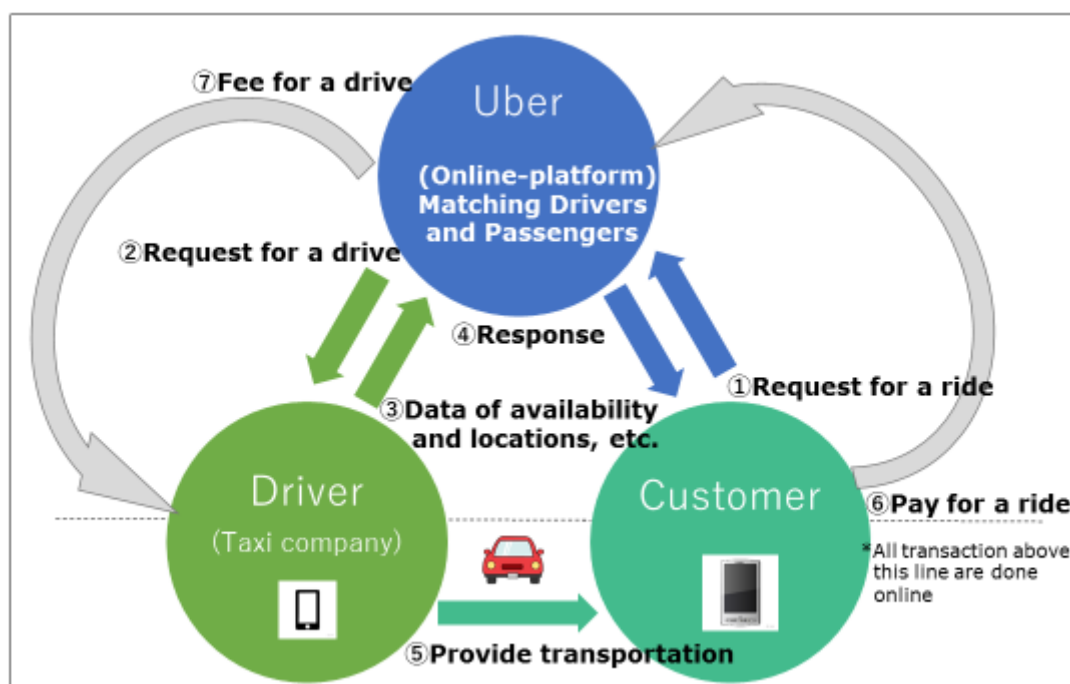 ⑦Fee for a drive
Uber
(Online-platform)
Matching Drivers
and Passengers
②Request for a drive
④Response
①Request for a ride
③Data of availability
and locations, etc.
Driver
(Taxi company)
Customer
⑥Pay for a ride
*All transaction above
this line are done
online
⑤Provide transportation